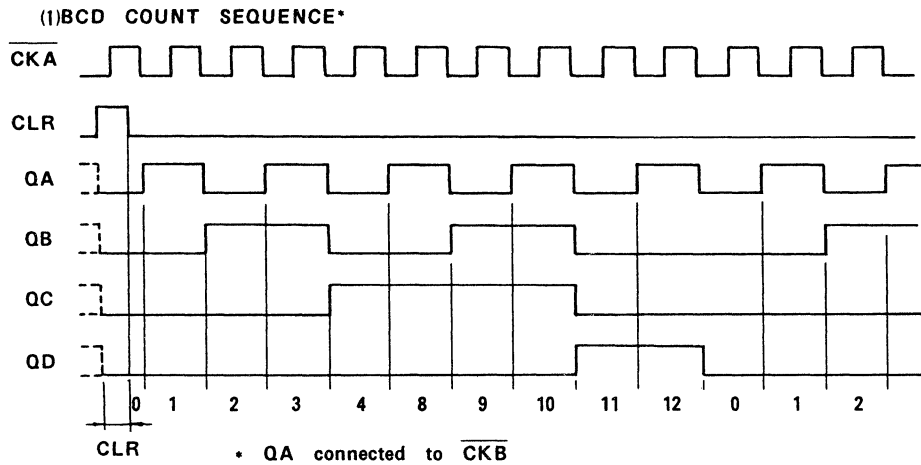 (1)BCD COUNT SEQUENCE*
CKA
CLR
QA
QB
QC
QD
0 1 2 3 4 8 9 10 11 12 0 1 2
CLR
* QA connected to CKB